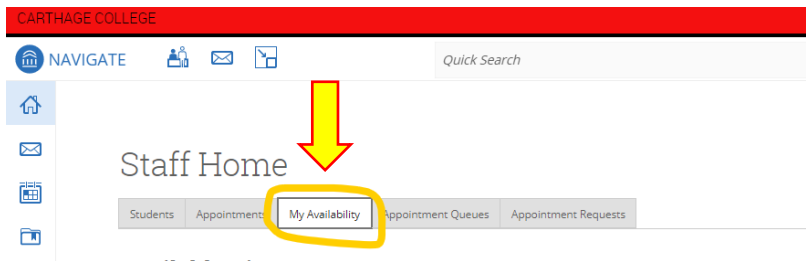 CARTHAGE COLLEGE
NAVIGATE
Quick Search
Staff Home
Students Appointments My Availability Appointment Queues Appointment Requests